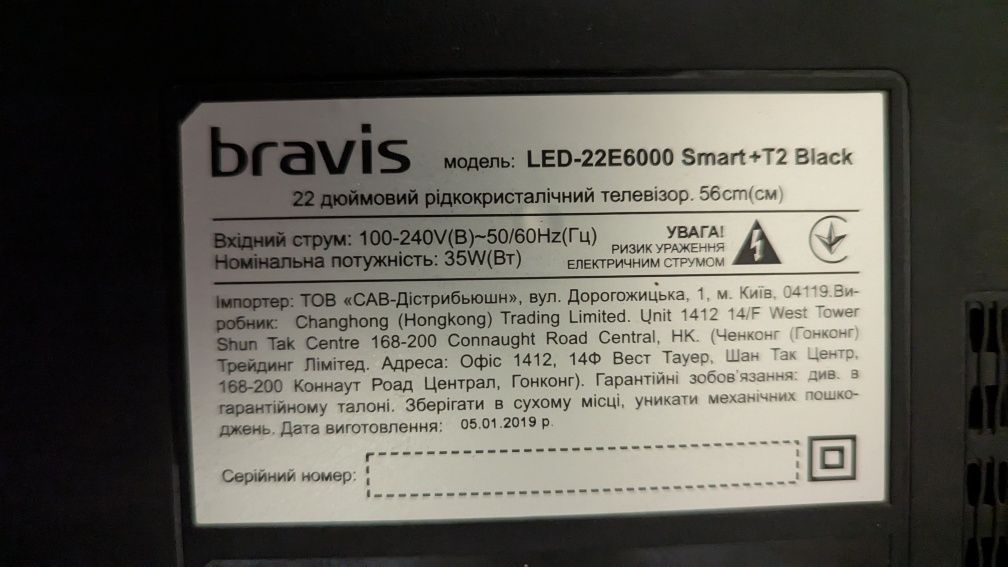 bravis модель: LED-22E6000 Smart+T2 Black
22 дюймовий рідкокристалічний телевізор. 56cm(см)
Вхідний струм: 100-240V(В)~50/60Hz(Гц)
Номінальна потужність: 35W(Вт)
УВАГА!
РИЗИК УРАЖЕННЯ
ЕЛЕКТРИЧНИМ СТРУМОМ
Імпортер: ТОВ «САВ-Дістрибьюшн», вул. Дорогожицька, 1, м. Київ, 04119.Ви-
робник: Changhong (Hongkong) Trading Limited. Unit 1412 14/F West Tower
Shun Tak Centre 168-200 Connaught Road Central, HK. (Ченконг (Гонконг)
Трейдинг Лімітед. Адреса: Офіс 1412, 14Ф Вест Тауер, Шан Так Центр,
168-200 Коннаут Роад Централ, Гонконг). Гарантійні зобов'язання: див. в
гарантійному талоні. Зберігати в сухому місці, уникати механічних пошко-
джень. Дата виготовлення: 05.01.2019 р.
Серійний номер: